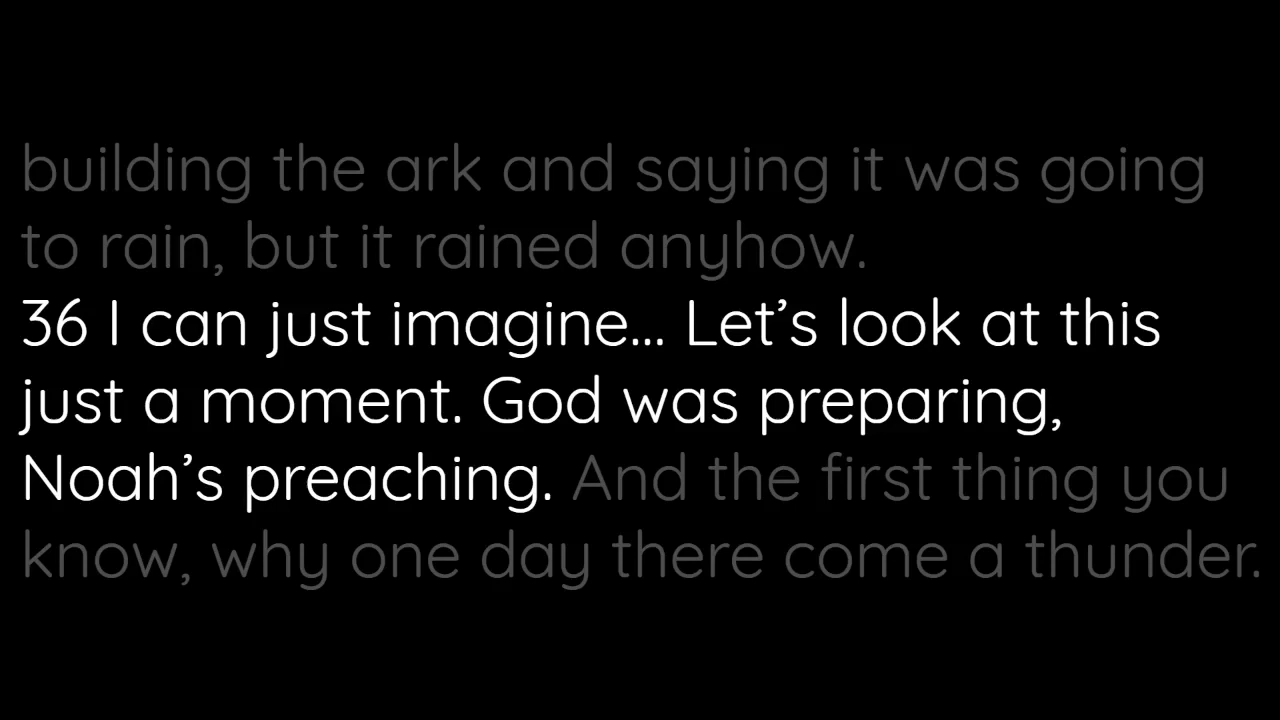 building the ark and saying it was going
to rain, but it rained anyhow.
36 I can just imagine... Let’s look at this
just a moment. God was preparing,
Noah’s preaching. And the first thing you
know, why one day there come a thunder.